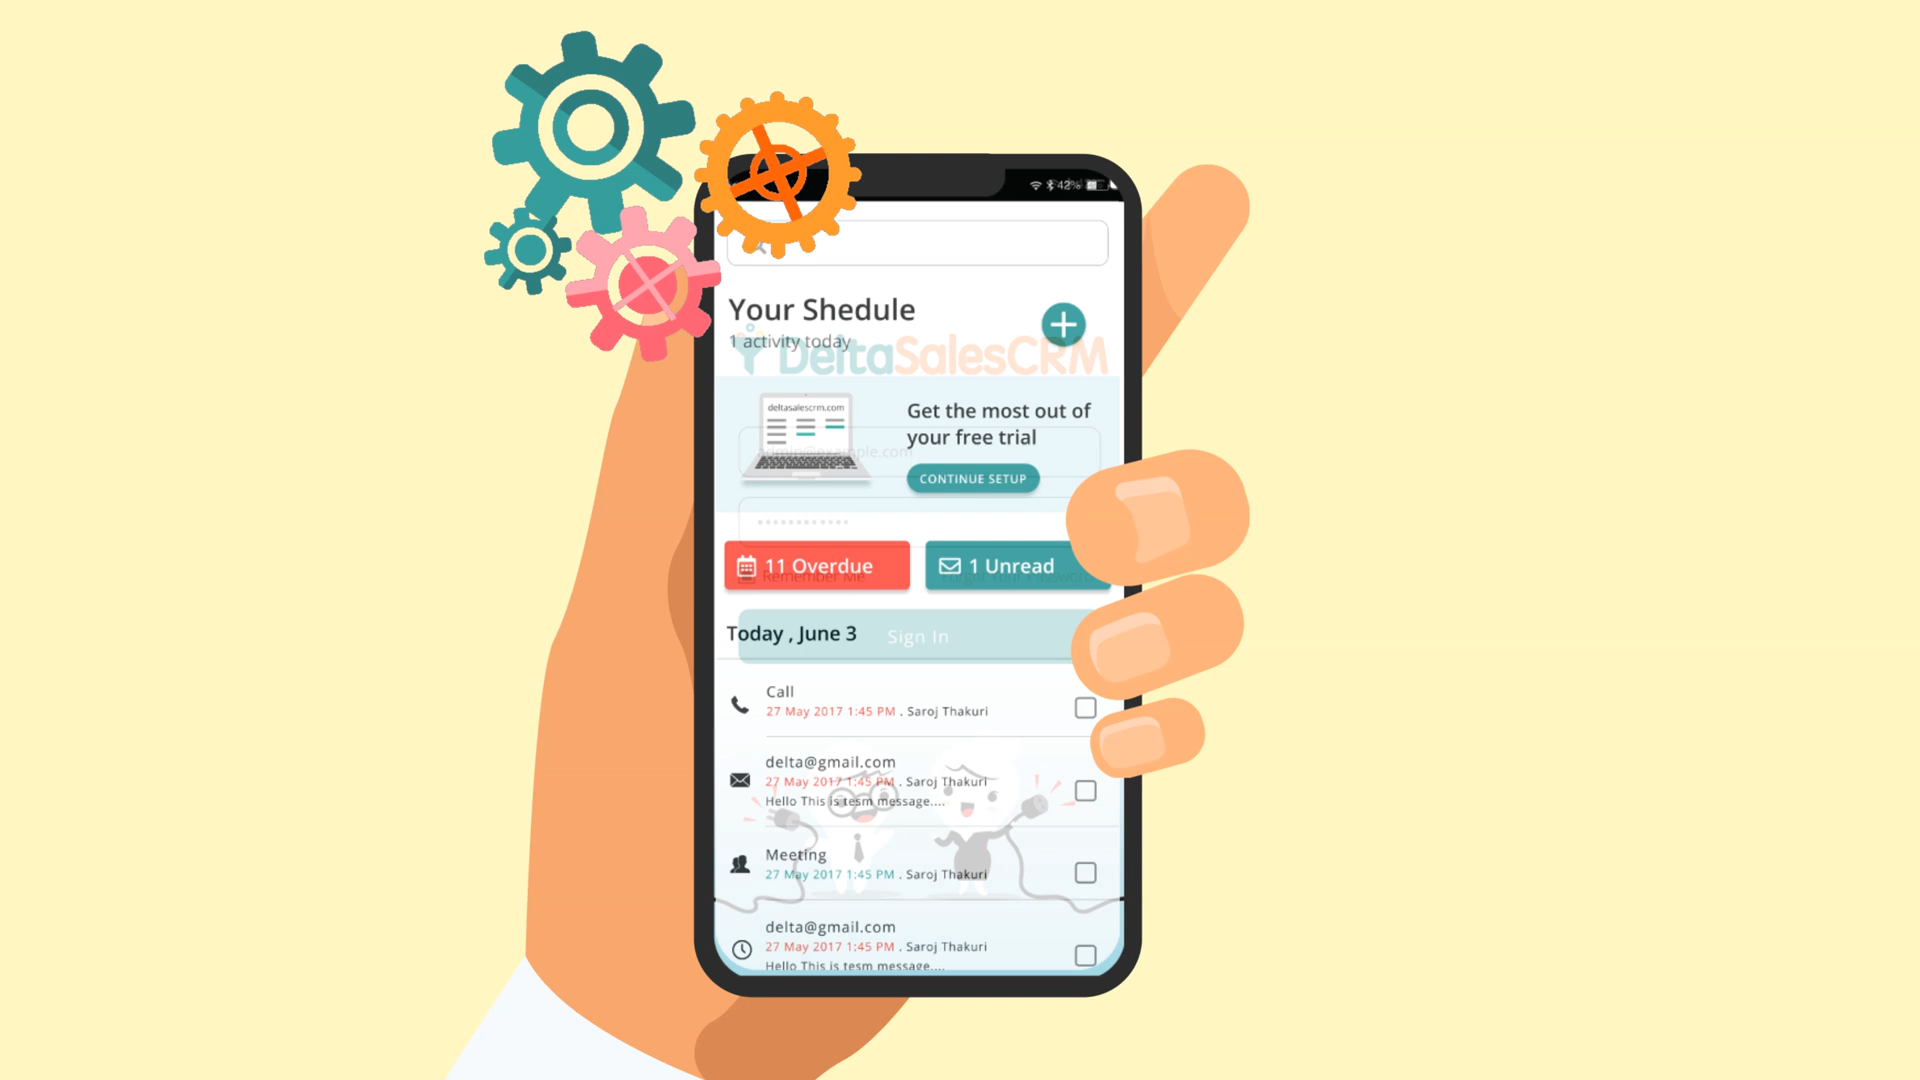 42%
Your Shedule
1 activity today
DeltaSalesCRM
deltasalescrm.com
Get the most out of
your free trial
admin@example.com
CONTINUE SETUP
11 Overdue
1 Unread
Remember Me
Today , June 3
Sign In
Call
27 May 2017 1:45 PM . Saroj Thakuri
delta@gmail.com
27 May 2017 1:45 PM . Saroj Thakuri
Hello This is tesm message....
Meeting
27 May 2017 1:45 PM . Saroj Thakuri
delta@gmail.com
27 May 2017 1:45 PM . Saroj Thakuri
Hello This is tesm message....